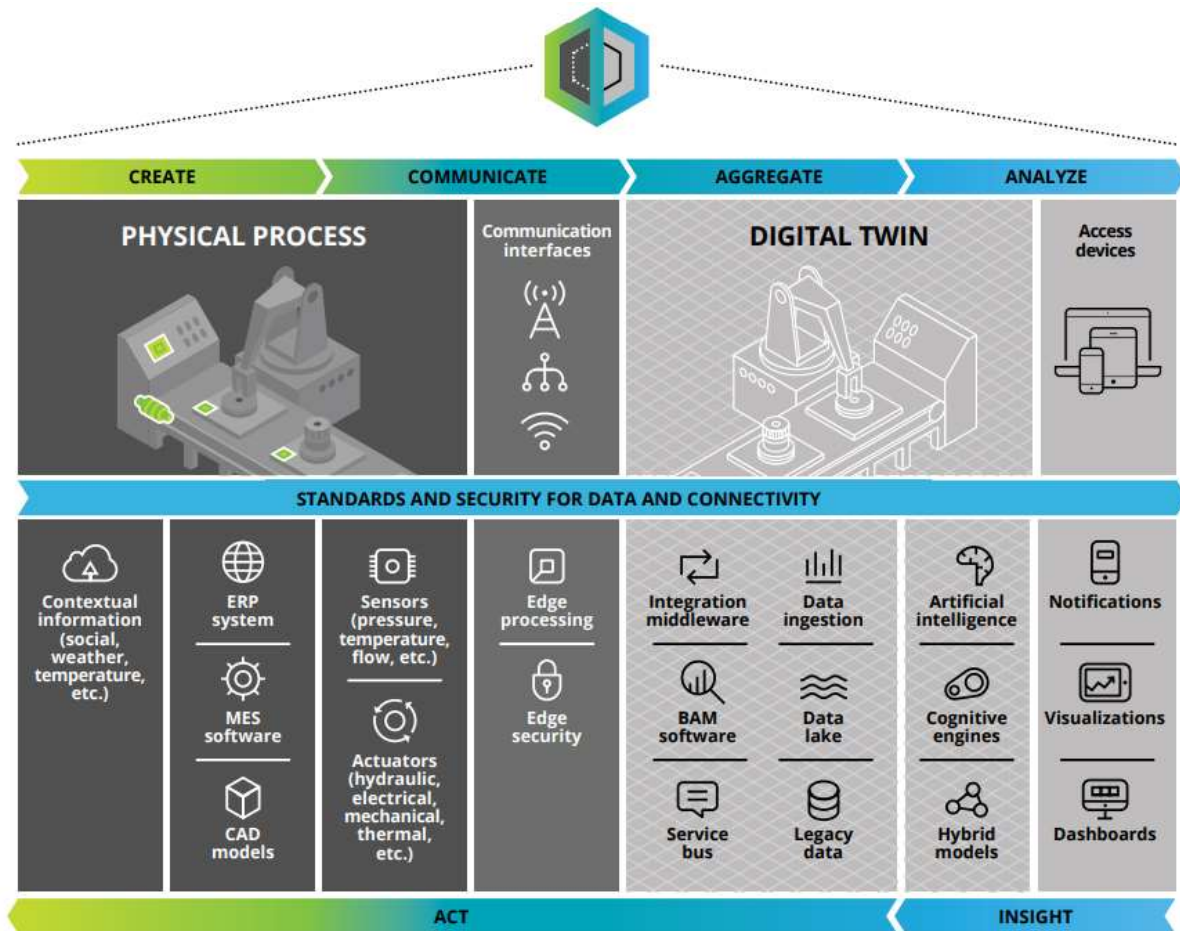 CREATE
COMMUNICATE
AGGREGATE
ANALYZE
PHYSICAL PROCESS
Communication
interfaces
DIGITAL TWIN
Access
devices
STANDARDS AND SECURITY FOR DATA AND CONNECTIVITY
Contextual
information
(social,
weather,
temperature,
etc.)
ERP
system
MES
software
CAD
models
Sensors
(pressure,
temperature,
flow, etc.)
Actuators
(hydraulic,
electrical,
mechanical,
thermal,
etc.)
Edge
processing
Edge
security
Integration
middleware
BAM
software
Service
bus
Data
ingestion
Data
lake
Legacy
data
Artificial
intelligence
Cognitive
engines
Hybrid
models
Notifications
Visualizations
Dashboards
ACT
INSIGHT